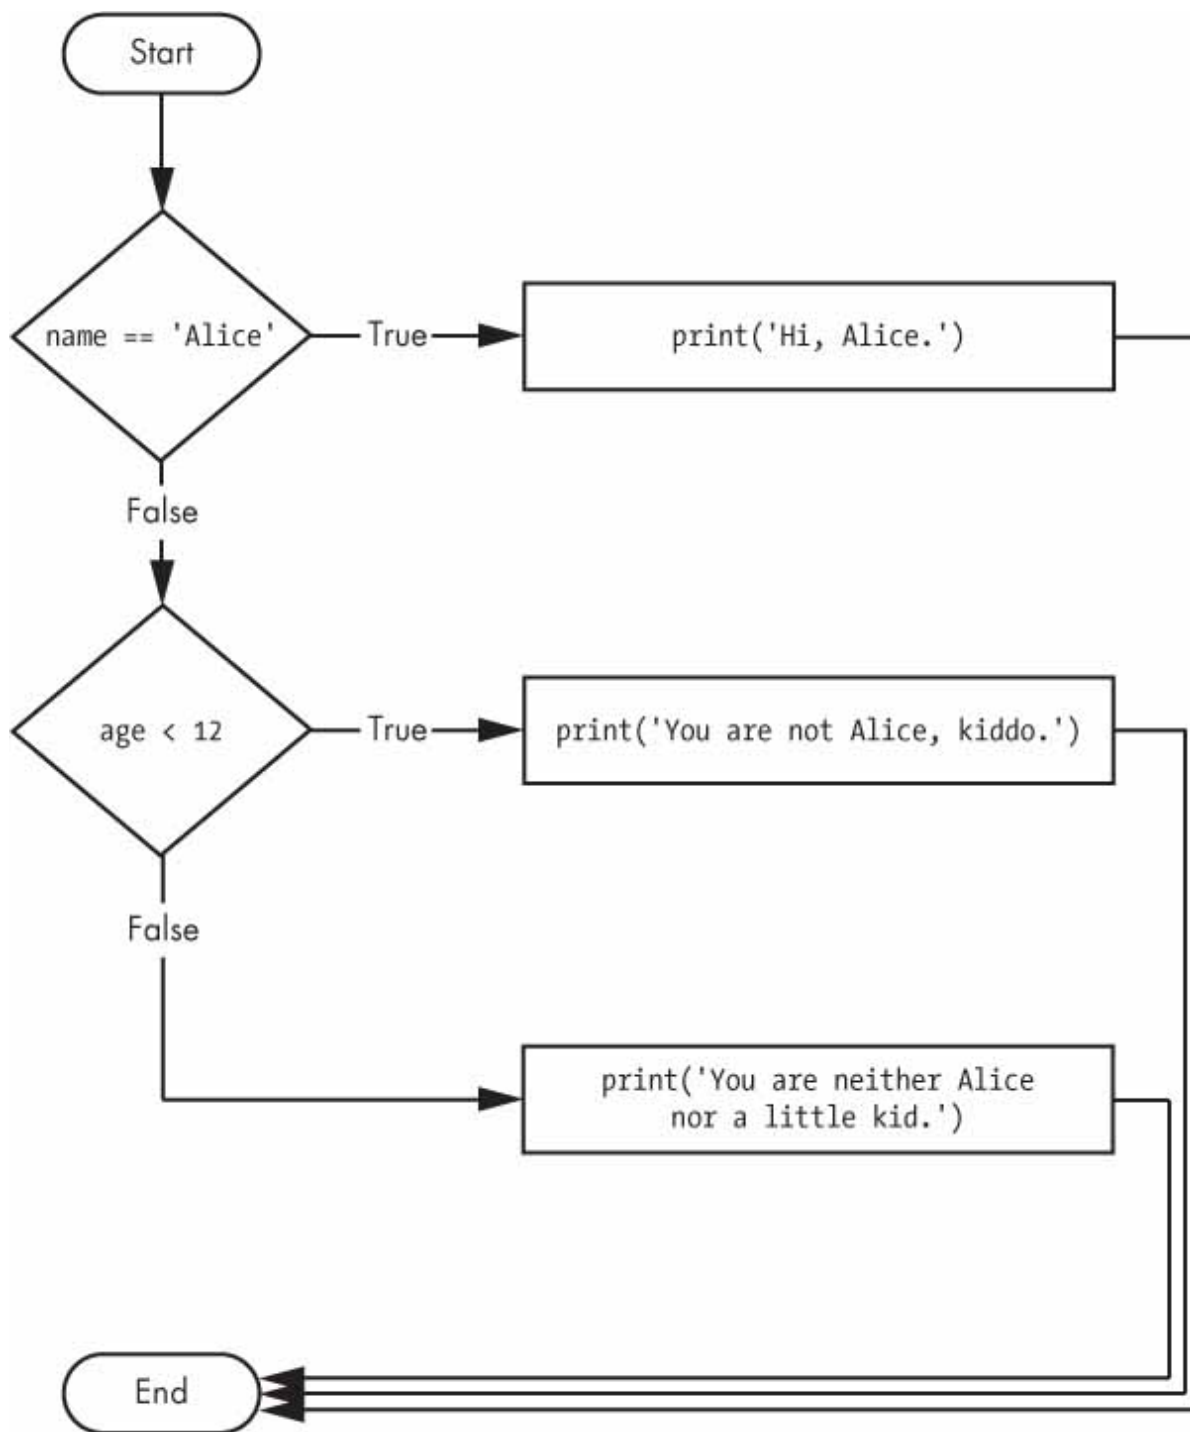 Start
name == 'Alice'
True
print('Hi, Alice.')
False
age < 12
True
print('You are not Alice, kiddo.')
False
print('You are neither Alice
nor a little kid.')
End